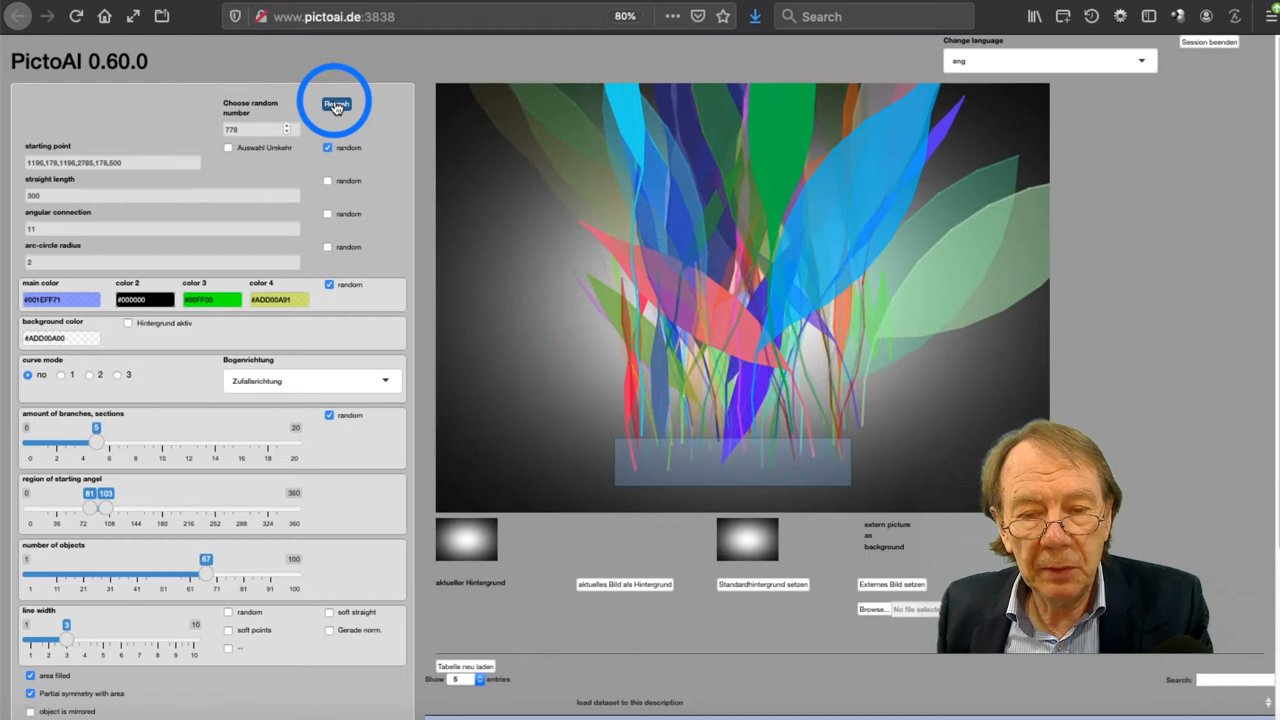 www.pictoai.de:3838
80%
Search
PictoAI 0.60.0
Change language
eng
Session beenden
Choose random
number
Refresh
778
Auswahl Umkehr
random
starting point
1196,178,1196,2785,178,500
straight length
random
300
angular connection
random
11
arc-circle radius
random
2
main color
color 2
color 3
color 4
random
#001EFF71
#000000
#00FF00
#ADD00A91
background color
Hintergrund aktiv
#ADD00A00
curve mode
Bogenrichtung
no
1
2
3
Zufallsrichtung
amount of branches, sections
random
0
5
20
0 2 4 6 8 10 12 14 16 18 20
region of starting angel
0
81
103
360
0 36 72 108 144 180 216 252 288 324 360
number of objects
1
67
100
1 11 21 31 41 51 61 71 81 91 100
line width
1
3
10
1 2 3 4 5 6 7 8 9 10
random
soft straight
soft points
Gerade norm.
--
area filled
Partial symmetry with area
object is mirrored
extern picture
as
background
aktueller Hintergrund
aktuelles Bild als Hintergrund
Standardhintergrund setzen
Externes Bild setzen
Browse...
No file selecte
Tabelle neu laden
Show 5 entries
Search:
load dataset to this description